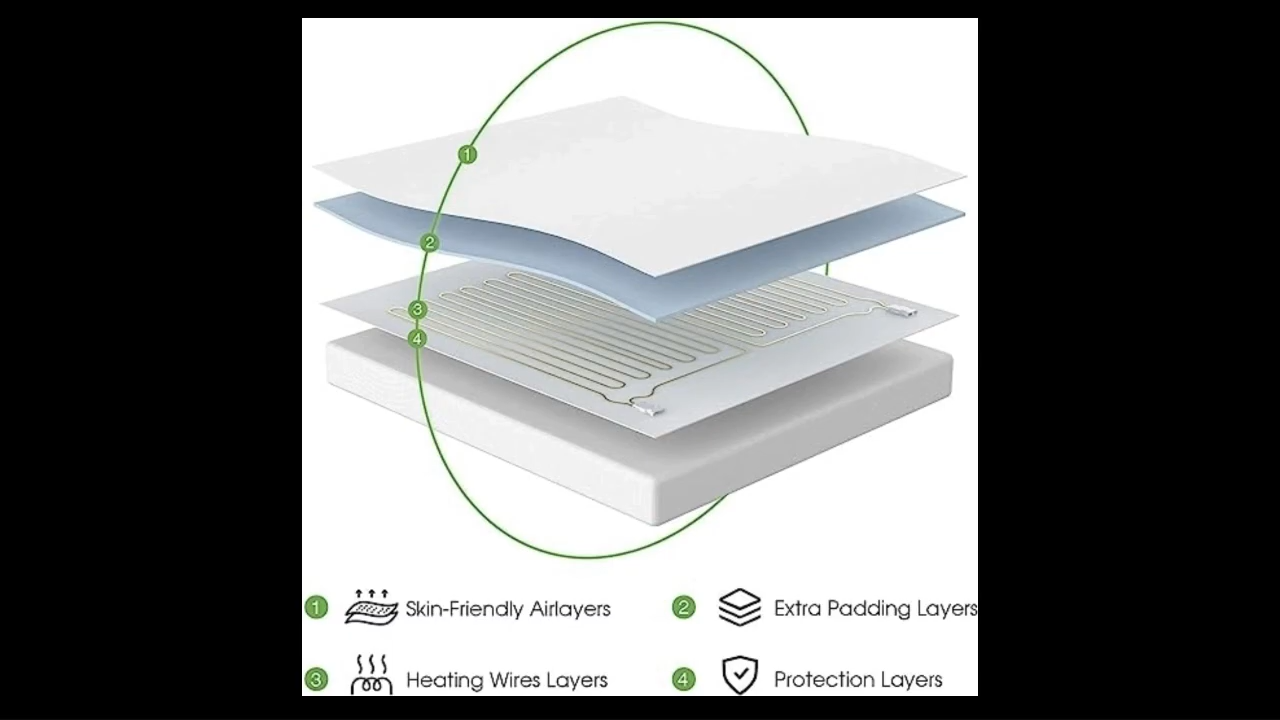 1
2
3
4
1 Skin-Friendly Airlayers
2 Extra Padding Layers
3 Heating Wires Layers
4 Protection Layers